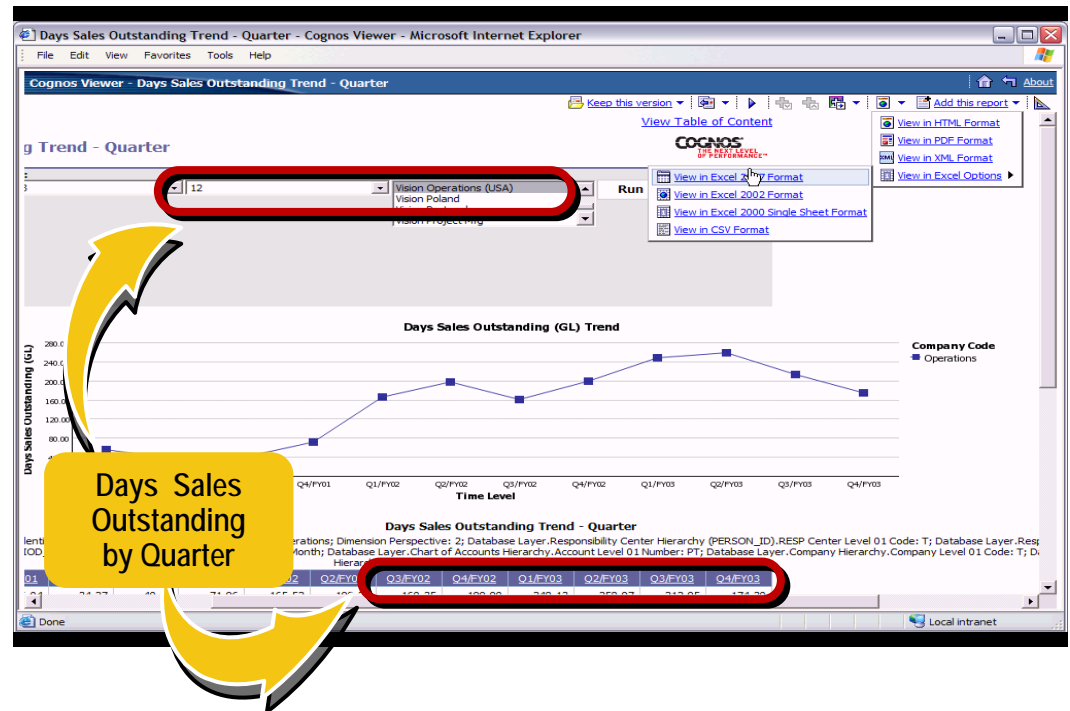 Days Sales Outstanding Trend - Quarter - Cognos Viewer - Microsoft Internet Explorer
File Edit View Favorites Tools Help
Cognos Viewer - Days Sales Outstanding Trend - Quarter About
Keep this version Add this report
View Table of Content
g Trend - Quarter
COGNOS
THE NEXT LEVEL
OF PERFORMANCE™
View in HTML Format
View in PDF Format
View in XML Format
View in Excel Options
12
Vision Operations (USA)
Vision Poland
Vision Project Mfg
Run
View in Excel Format
View in Excel 2002 Format
View in Excel 2000 Single Sheet Format
View in CSV Format
Days Sales Outstanding (GL) Trend
Days Sales Outstanding (GL)
240.0
200.0
160.0
120.00
80.00
Company Code
Operations
Q4/FY01 Q1/FY02 Q2/FY02 Q3/FY02 Q4/FY02 Q1/FY03 Q2/FY03 Q3/FY03 Q4/FY03
Time Level
Days Sales
Outstanding
by Quarter
Days Sales Outstanding Trend - Quarter
erations; Dimension Perspective: 2; Database Layer.Responsibility Center Hierarchy (PERSON_ID).RESP Center Level 01 Code: T; Database Layer.Resp
Month; Database Layer.Chart of Accounts Hierarchy.Account Level 01 Number: PT; Database Layer.Company Hierarchy.Company Level 01 Code: T; Da
Hierar
01 Q3/FY02 Q4/FY02 Q1/FY03 Q2/FY03 Q3/FY03 Q4/FY03
Done Local intranet